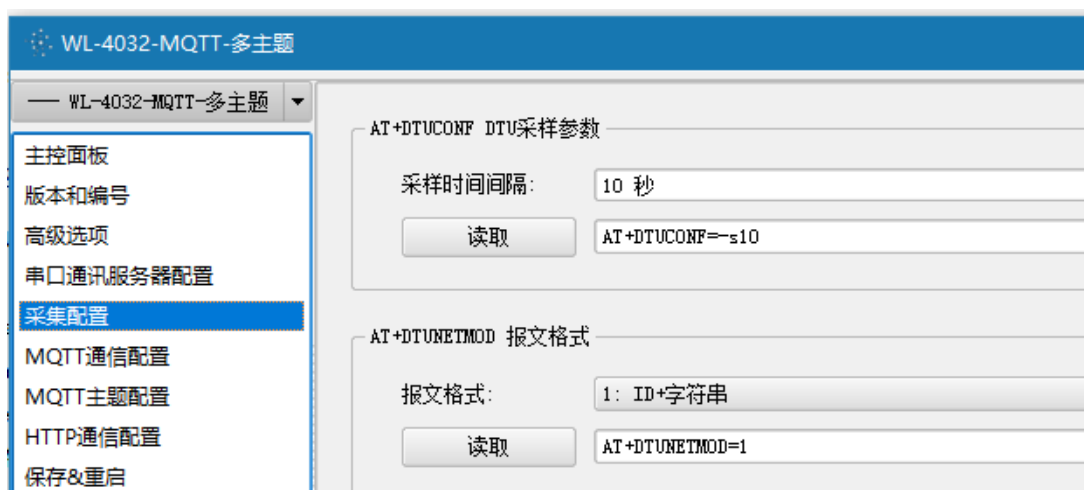 WL-4032-MQTT-多主题
WL-4032-MQTT-多主题
主控面板
版本和编号
高级选项
串口通讯服务器配置
采集配置
MQTT通信配置
MQTT主题配置
HTTP通信配置
保存&重启
AT+DTUCONF DTU采样参数
采样时间间隔:
10 秒
读取
AT+DTUCONF=-s10
AT+DTUNETMOD 报文格式
报文格式:
1: ID+字符串
读取
AT+DTUNETMOD=1